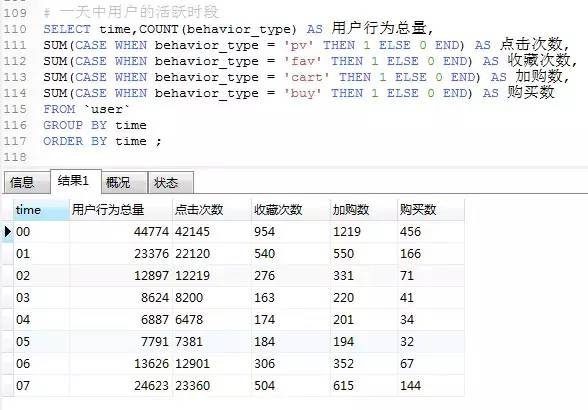 109 # 一天中用户的活跃时段
110 SELECT time,COUNT(behavior_type) AS 用户行为总量,
111 SUM(CASE WHEN behavior_type = 'pv' THEN 1 ELSE 0 END) AS 点击次数,
112 SUM(CASE WHEN behavior_type = 'fav' THEN 1 ELSE 0 END) AS 收藏次数,
113 SUM(CASE WHEN behavior_type = 'cart' THEN 1 ELSE 0 END) AS 加购数,
114 SUM(CASE WHEN behavior_type = 'buy' THEN 1 ELSE 0 END) AS 购买数
115 FROM `user`
116 GROUP BY time
117 ORDER BY time ;
118
信息 结果1 概况 状态
time 用户行为总量 点击次数 收藏次数 加购数 购买数
00 44774 42145 954 1219 456
01 23376 22120 540 550 166
02 12897 12219 276 331 71
03 8624 8200 163 220 41
04 6887 6478 174 201 34
05 7791 7381 184 194 32
06 13626 12901 306 352 67
07 24623 23360 504 615 144